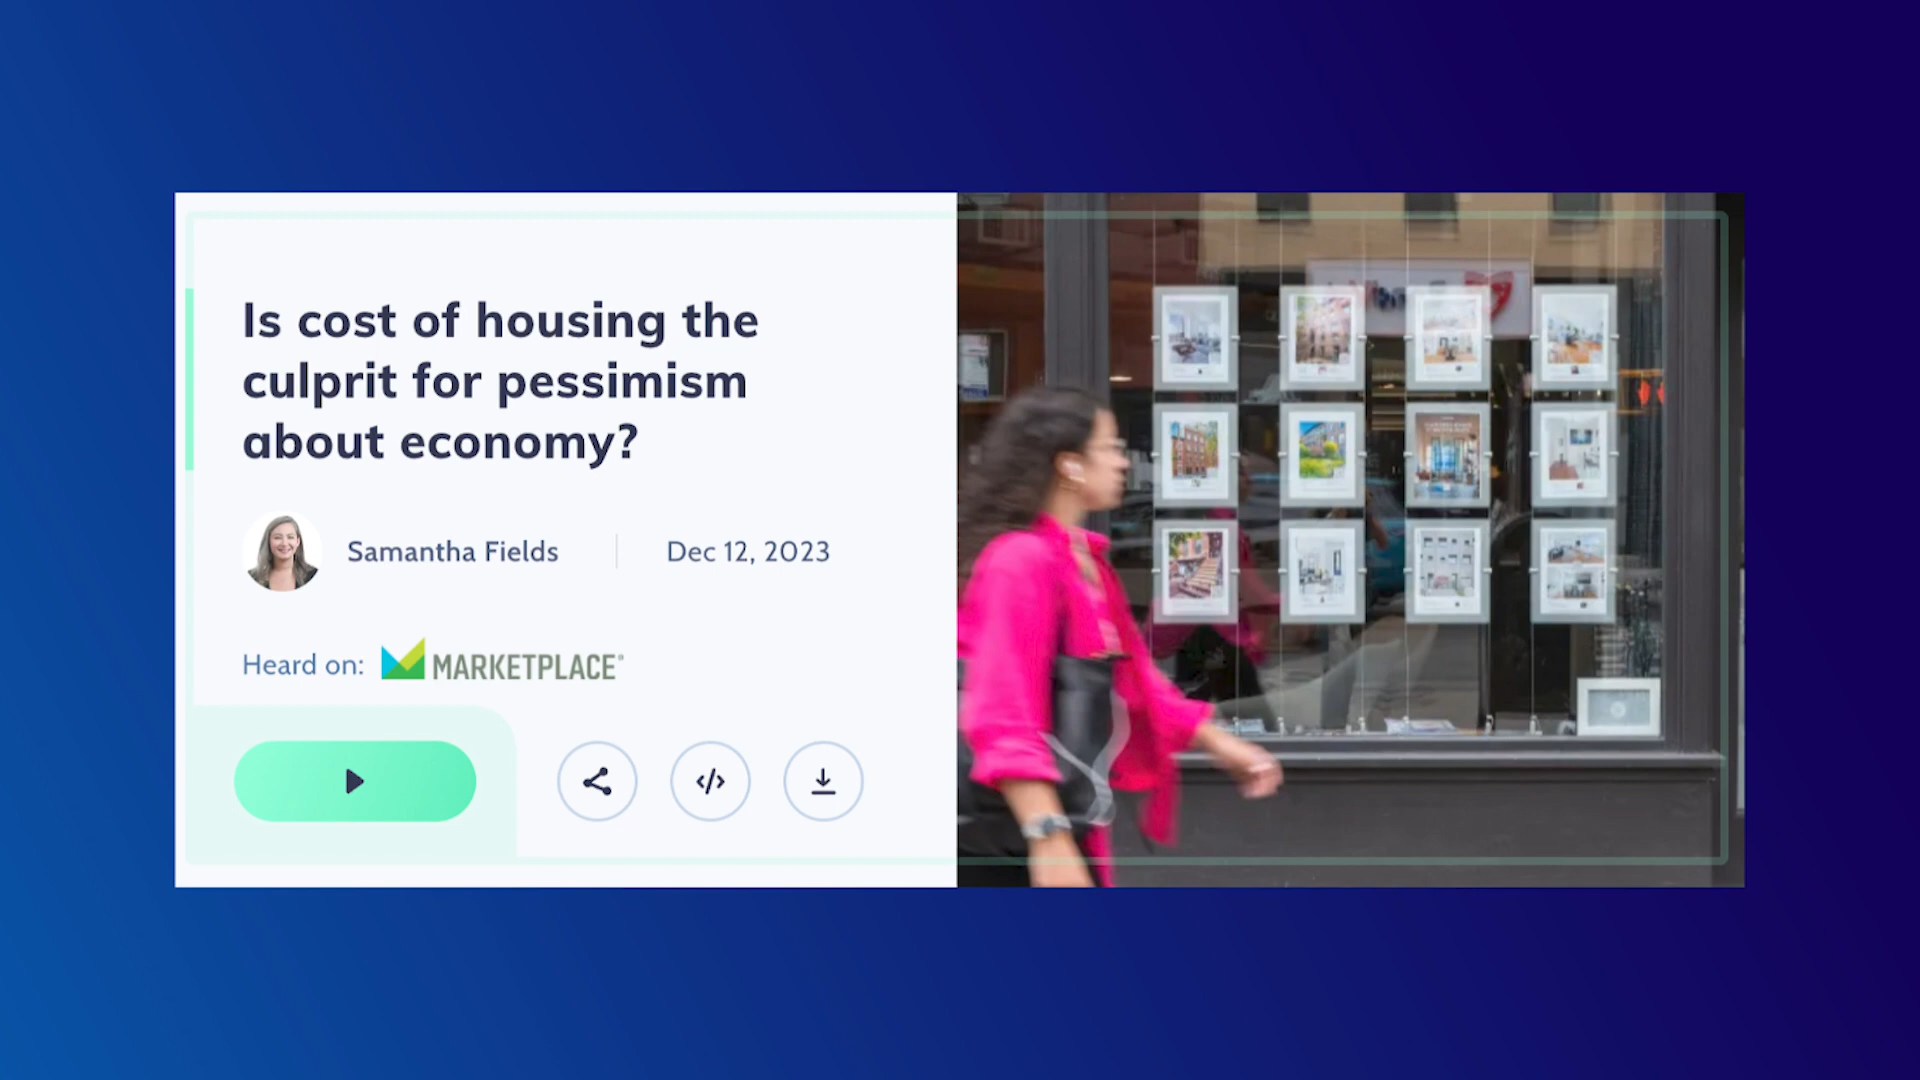 Is cost of housing the
culprit for pessimism
about economy?
Samantha Fields
Dec 12, 2023
Heard on: MARKETPLACE®